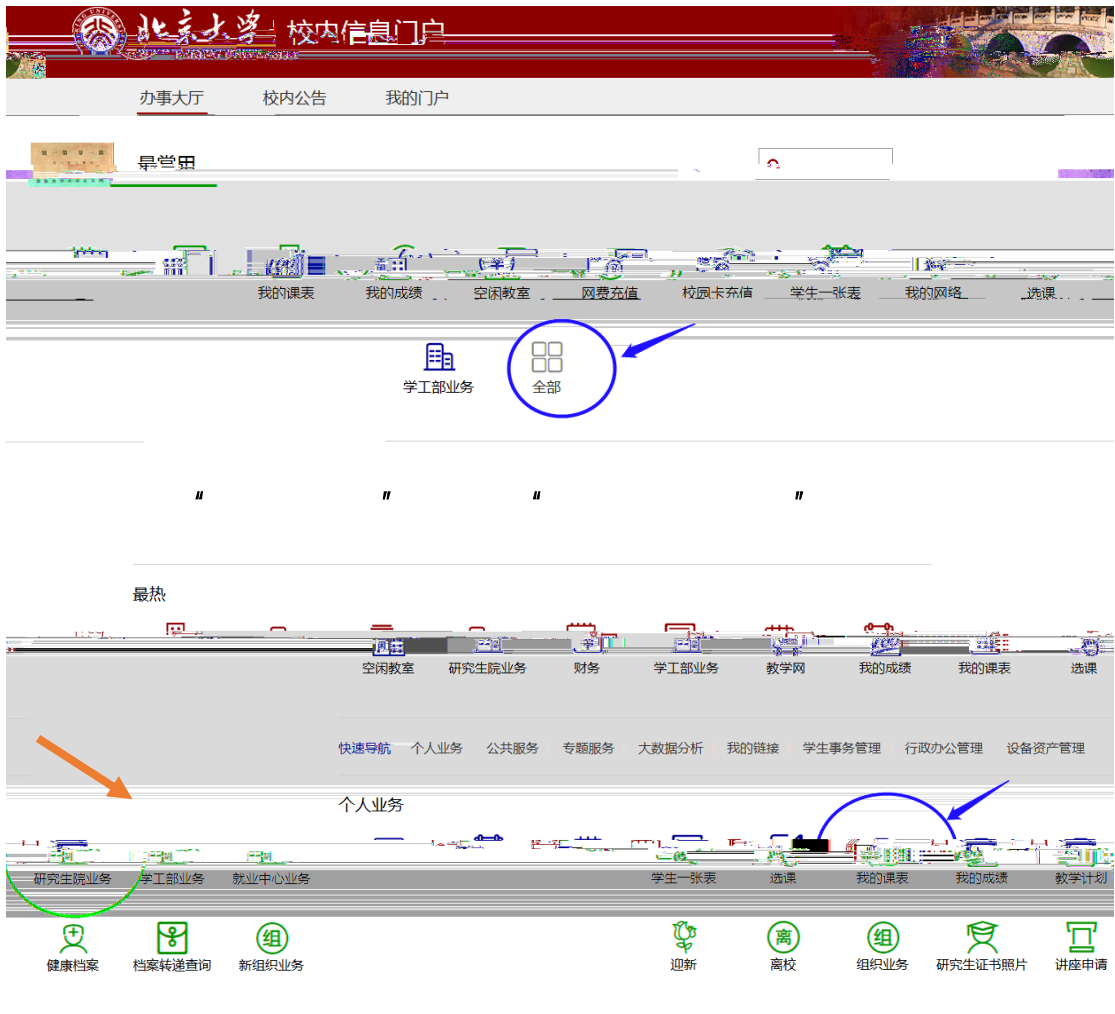 北京大学 校内信息门户
办事大厅 校内公告 我的门户
最常用
我的课表 我的成绩 空闲教室 网费充值 校园卡充值 学生一张表 我的网络 选课
学工部业务 全部
" " " "
最热
空闲教室 研究生院业务 财务 学工部业务 教学网 我的成绩 我的课表 选课
快速导航 个人业务 公共服务 专题服务 大数据分析 我的链接 学生事务管理 行政办公管理 设备资产管理
个人业务
研究生院业务 学工部业务 就业中心业务 学生一张表 选课 我的课表 我的成绩 教学计划
组 离 组
健康档案 档案转递查询 新组织业务 迎新 离校 组织业务 研究生证书照片 讲座申请